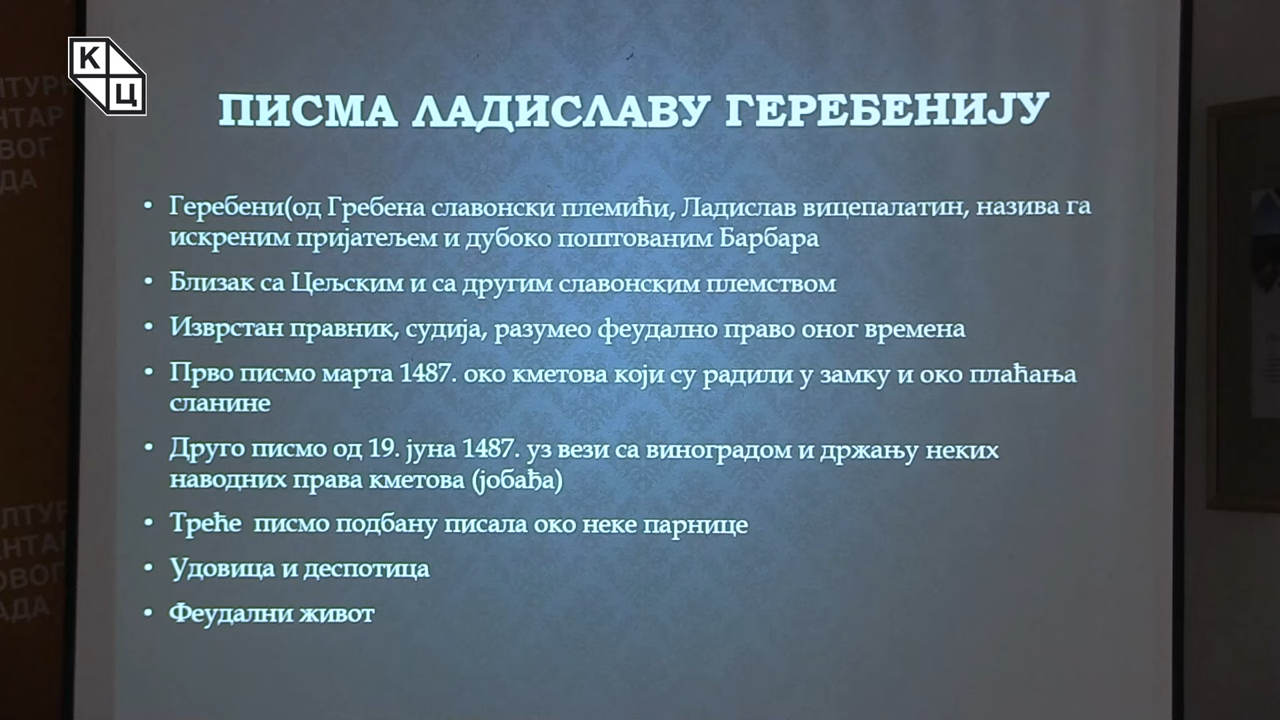 К
Ц
ПИСМА ЛАДИСЛАВУ ГЕРЕБЕНИЈУ
• Геребени(од Гребена славонски племићи, Ладислав вицепалатин, назива га
искреним пријатељем и дубоко поштованим Барбара
• Близак са Цељским и са другим славонским племством
• Изврстан правник, судија, разумео феудално право оног времена
• Прво писмо марта 1487. око кметова који су радили у замку и око плаћања
сланине
• Друго писмо од 19. јуна 1487. уз вези са виноградом и држању неких
наводних права кметова (јобађа)
• Треће писмо подбану писала око неке парнице
• Удовица и деспотица
• Феудални живот